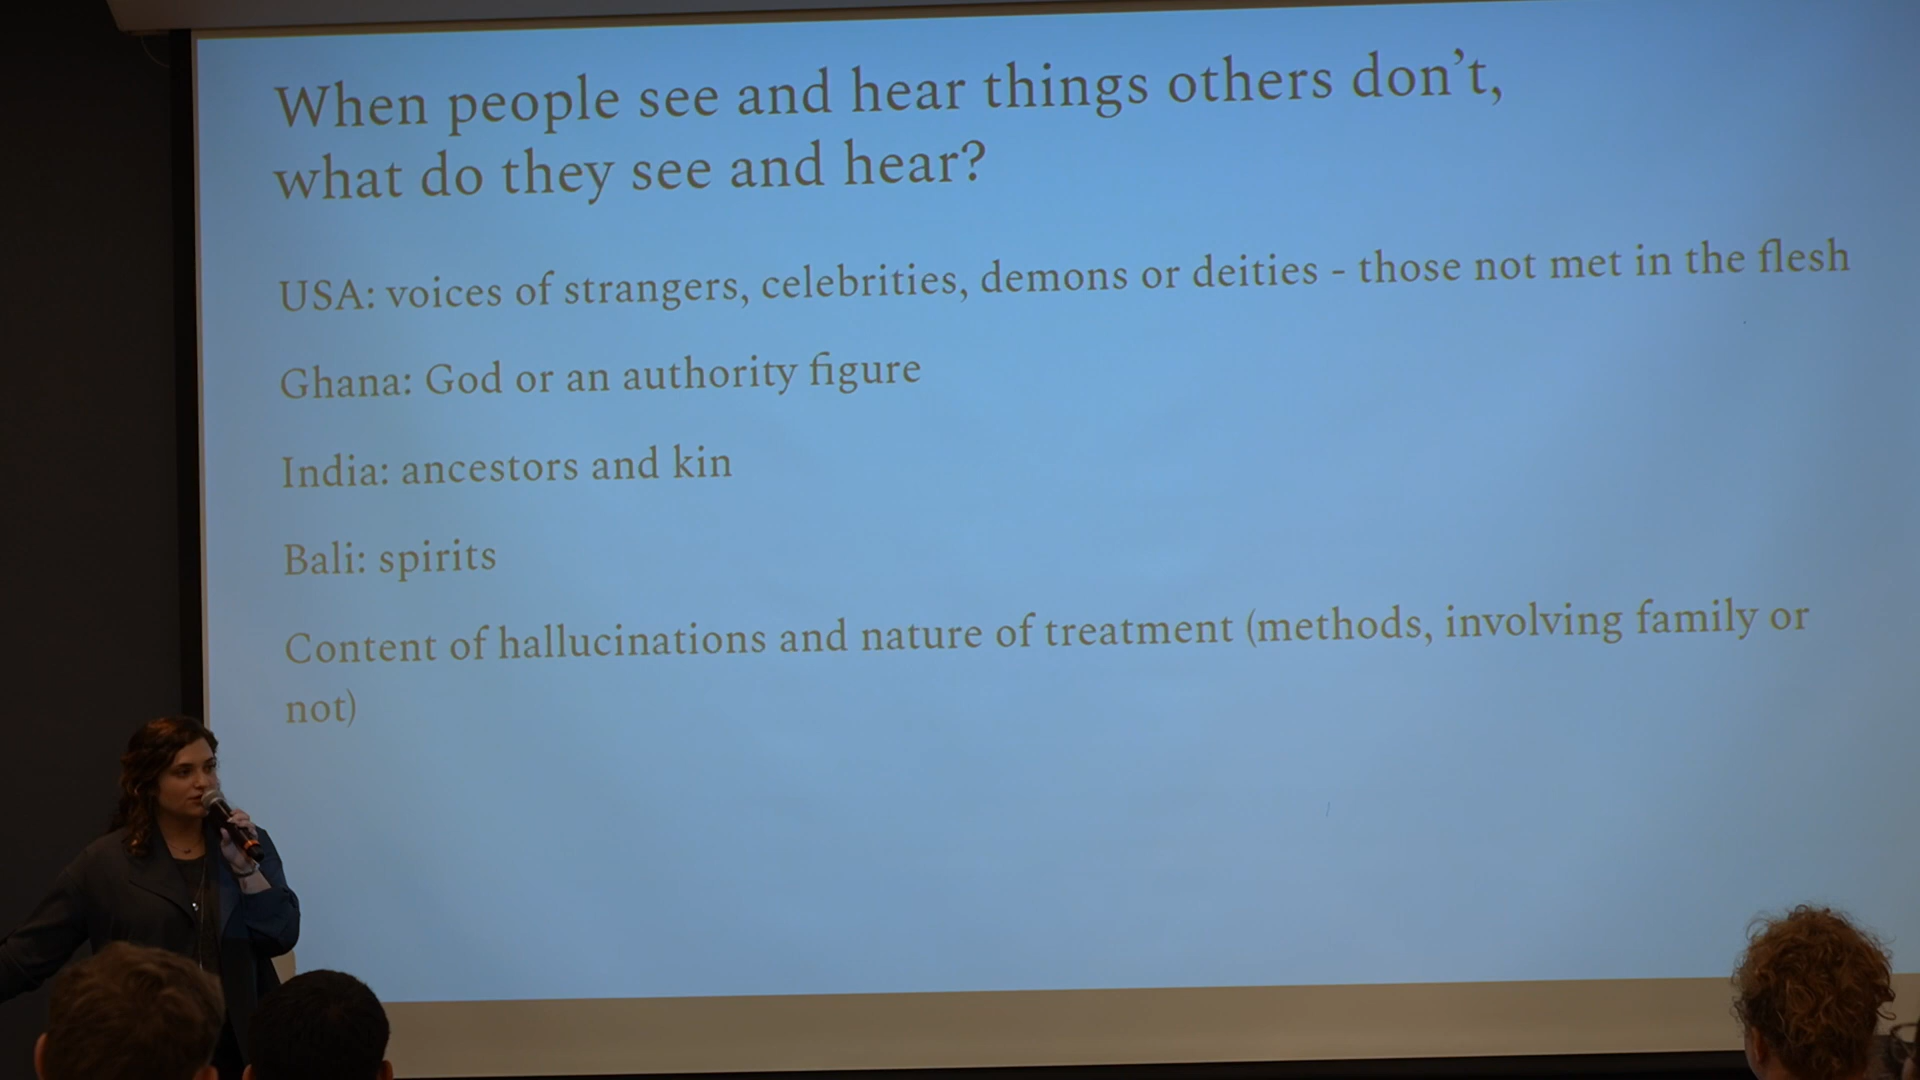 When people see and hear things others don’t,
what do they see and hear?
USA: voices of strangers, celebrities, demons or deities - those not met in the flesh
Ghana: God or an authority figure
India: ancestors and kin
Bali: spirits
Content of hallucinations and nature of treatment (methods, involving family or
not)